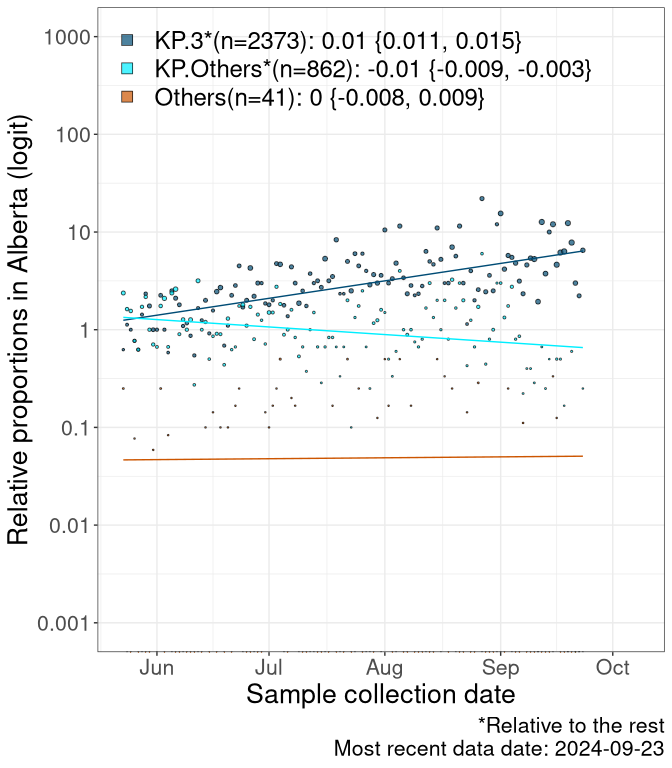 KP.3*(n=2373): 0.01 {0.011, 0.015}
KP.Others*(n=862): -0.01 {-0.009, -0.003}
Others(n=41): 0 {-0.008, 0.009}
Relative proportions in Alberta (logit)
1000
100
10
1
0.1
0.01
0.001
Jun Jul Aug Sep Oct
Sample collection date
*Relative to the rest
Most recent data date: 2024-09-23